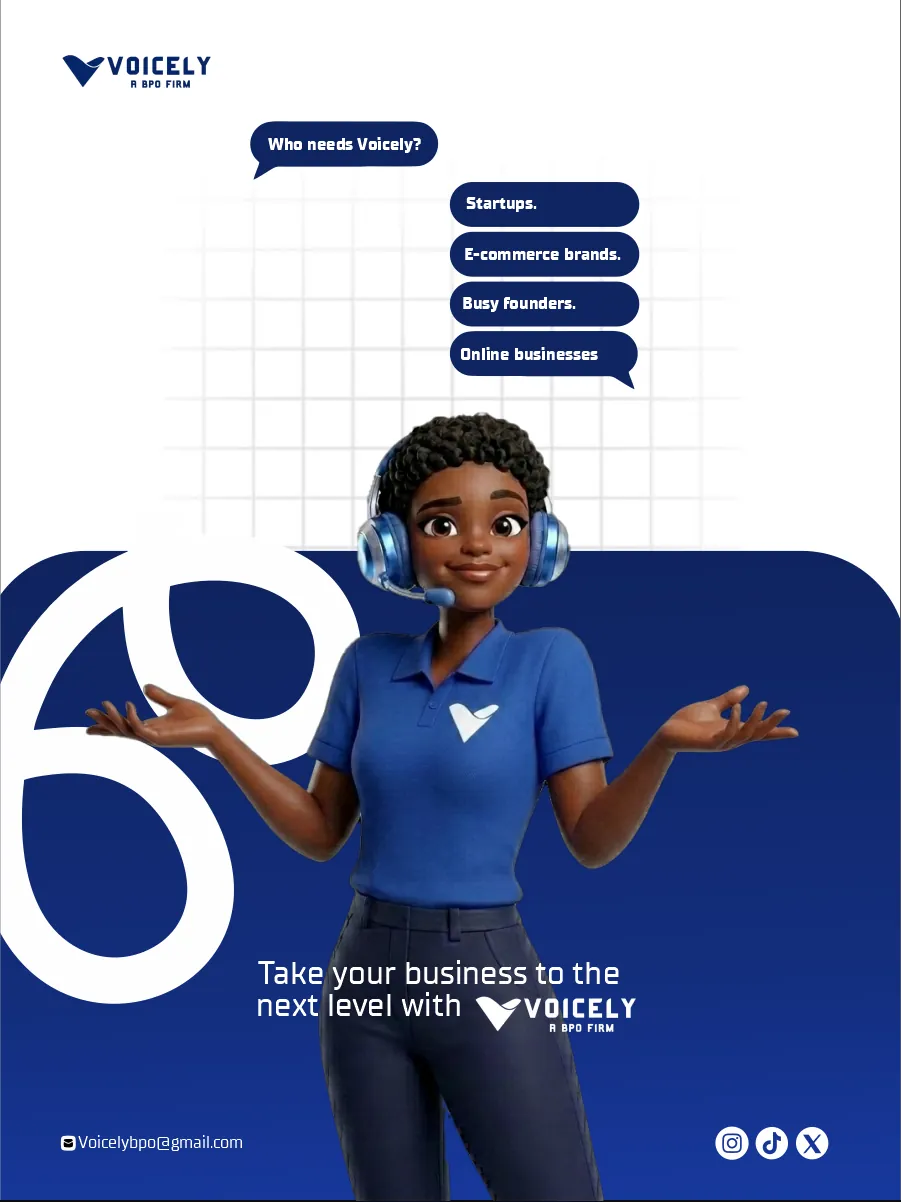 VOICELY
A BPO FIRM
Who needs Voicely?
Startups.
E-commerce brands.
Busy founders.
Online businesses
Take your business to the
next level with VOICELY
A BPO FIRM
Voicelybpo@gmail.com